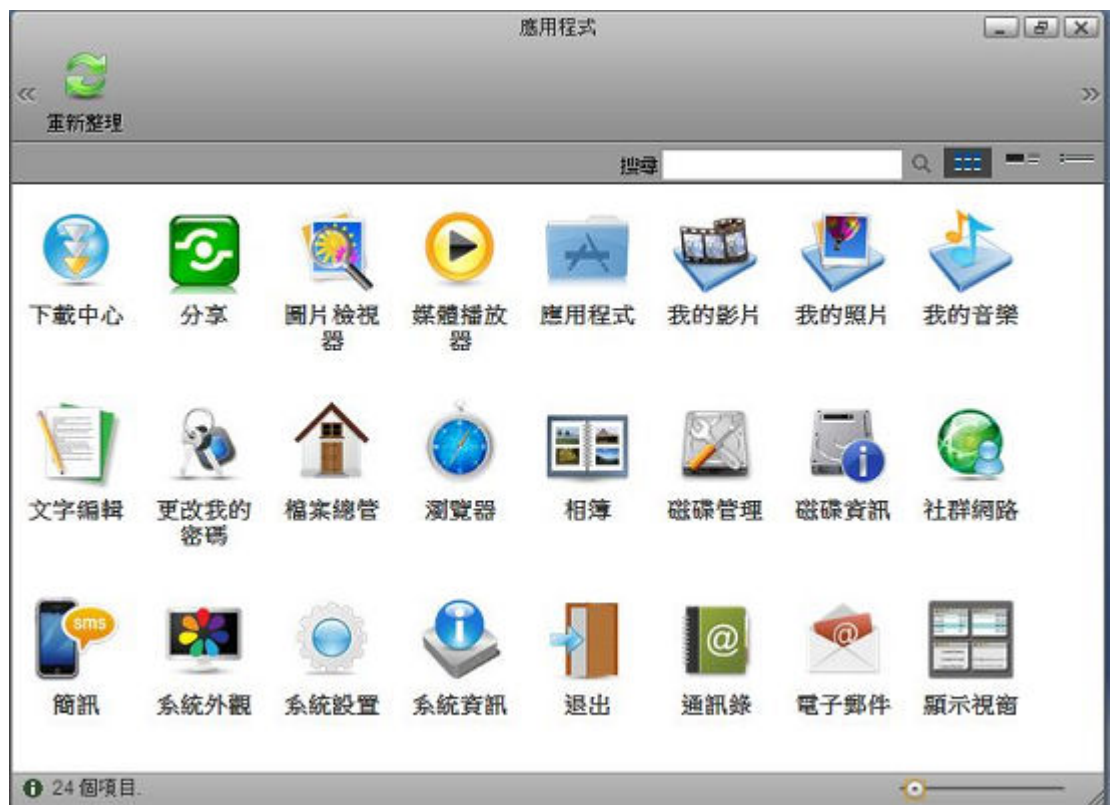 應用程式
重新整理
搜尋
下載中心
分享
圖片檢視
器
媒體播放
器
應用程式
我的影片
我的照片
我的音樂
文字編輯
更改我的
密碼
檔案總管
瀏覽器
相簿
磁碟管理
磁碟資訊
社群網路
sms
簡訊
系統外觀
系統設置
系統資訊
退出
@
通訊錄
@
電子郵件
顯示視窗
24 個項目.